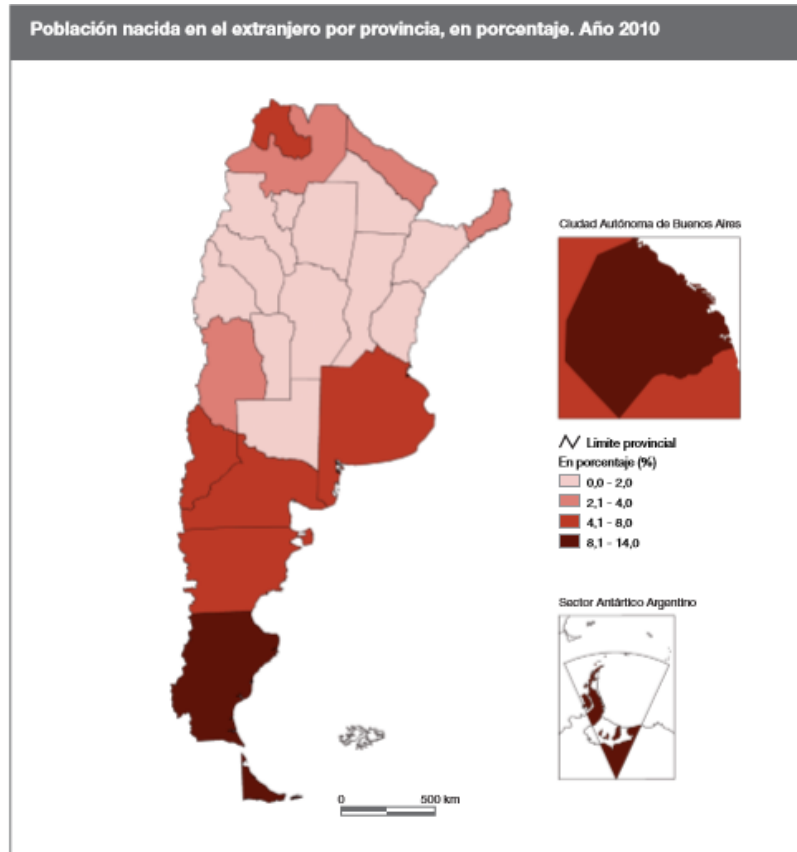 Población nacida en el extranjero por provincia, en porcentaje. Año 2010
Ciudad Autónoma de Buenos Aires
Límite provincial
En porcentaje (%)
0,0 - 2,0
2,1 - 4,0
4,1 - 8,0
8,1 - 14,0
Sector Antártico Argentino
0 500 km